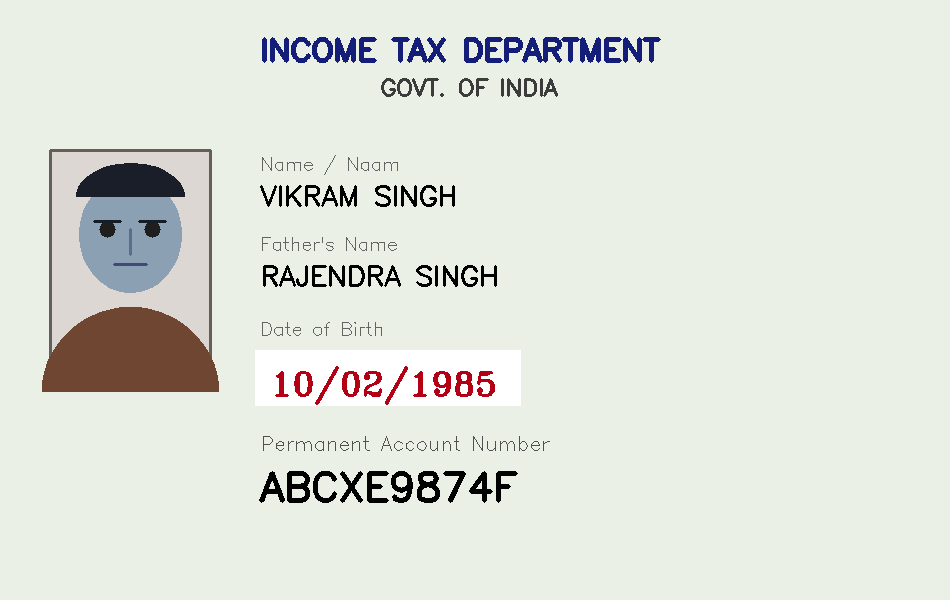 INCOME TAX DEPARTMENT
GOVT. OF INDIA
Name / Naam
VIKRAM SINGH
Father's Name
RAJENDRA SINGH
Date of Birth
10/02/1985
Permanent Account Number
ABCXE9874F